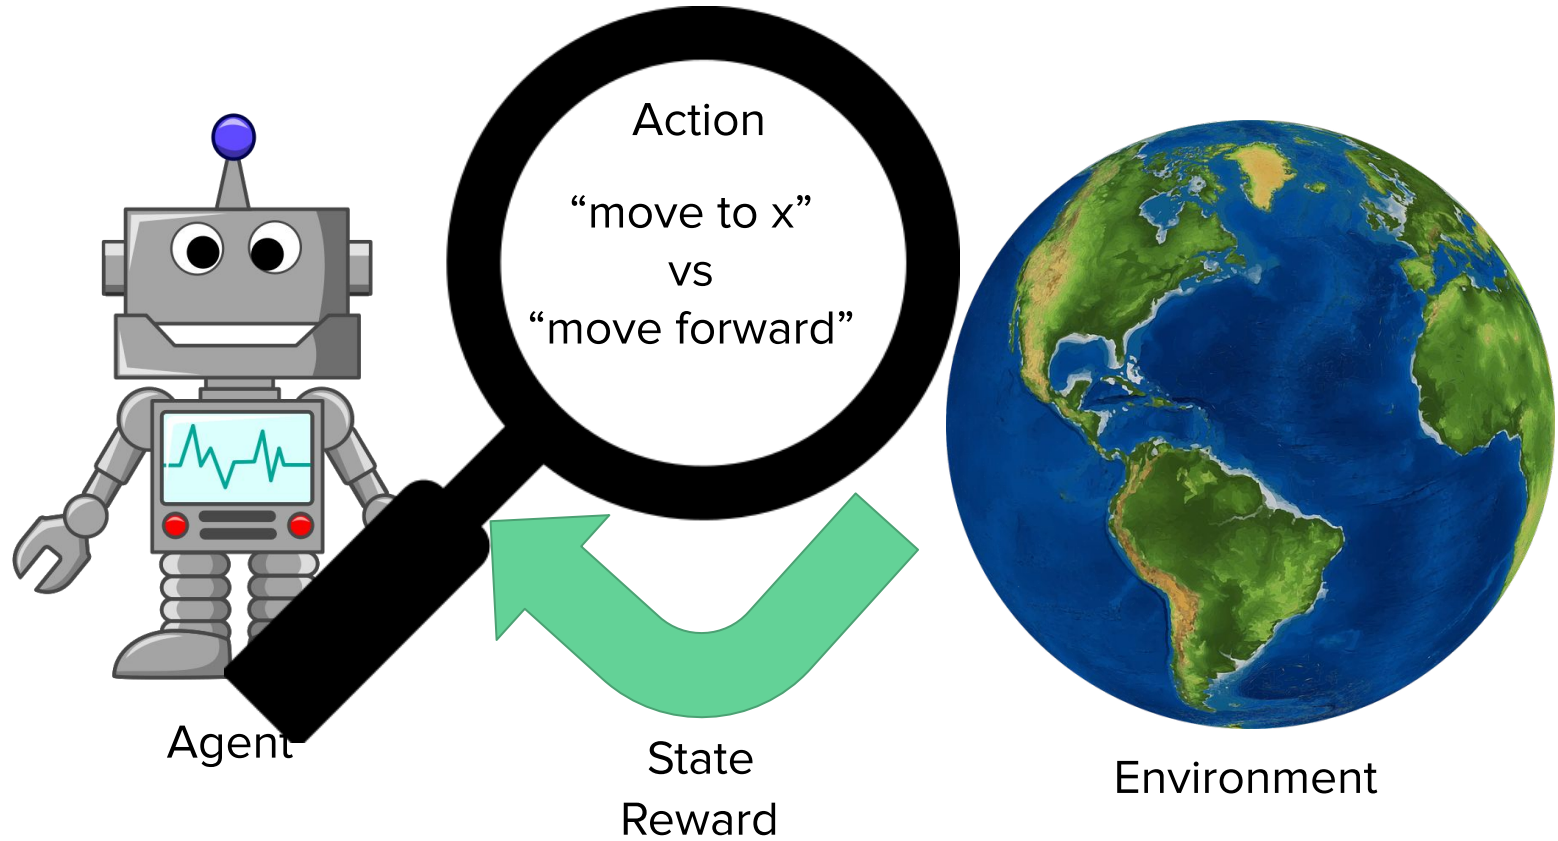 Action
“move to x”
vs
“move forward”
Agent
State
Reward
Environment